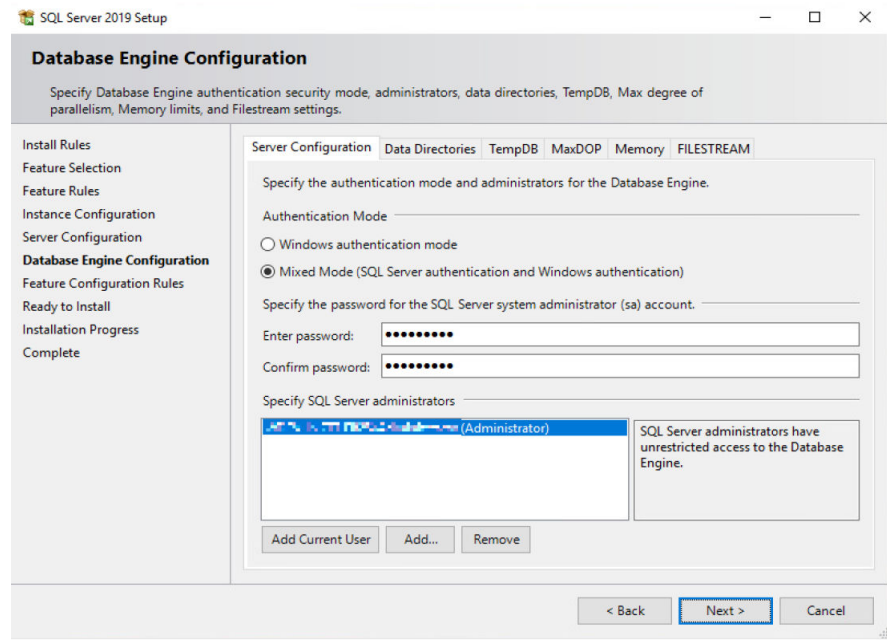 SQL Server 2019 Setup
Database Engine Configuration
Specify Database Engine authentication security mode, administrators, data directories, TempDB, Max degree of
parallelism, Memory limits, and Filestream settings.
Install Rules
Feature Selection
Feature Rules
Instance Configuration
Server Configuration
Database Engine Configuration
Feature Configuration Rules
Ready to Install
Installation Progress
Complete
Server Configuration Data Directories TempDB MaxDOP Memory FILESTREAM
Specify the authentication mode and administrators for the Database Engine.
Authentication Mode
Windows authentication mode
Mixed Mode (SQL Server authentication and Windows authentication)
Specify the password for the SQL Server system administrator (sa) account.
Enter password: ●●●●●●●●●
Confirm password: ●●●●●●●●●
Specify SQL Server administrators
(Administrator)
SQL Server administrators have
unrestricted access to the Database
Engine.
Add Current User Add... Remove
< Back Next > Cancel